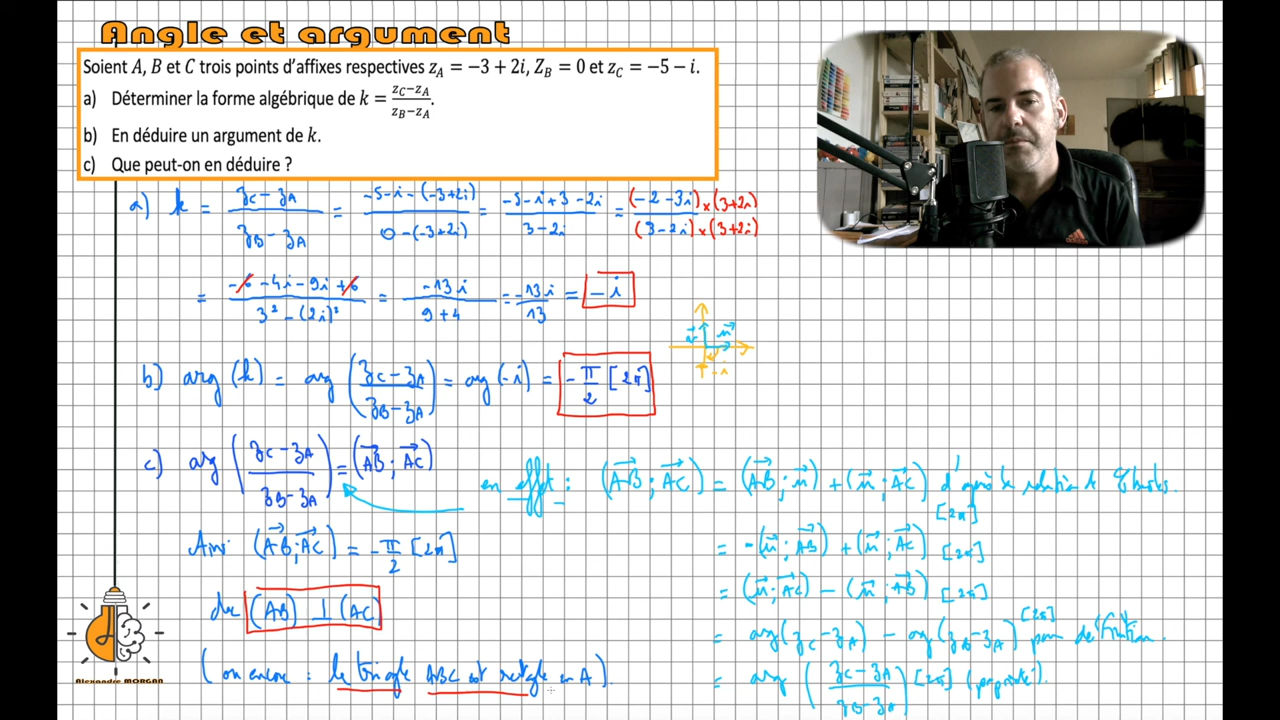 Angle et argument
Soient A, B et C trois points d'affixes respectives z_A = −3 + 2i, Z_B = 0 et z_C = −5 − i.
a) Déterminer la forme algébrique de k = (z_C − z_A)/(z_B − z_A).
b) En déduire un argument de k.
c) Que peut-on en déduire ?
a) k = (z_C − z_A)/(z_B − z_A) = (−5−i−(−3+2i))/(0−(−3+2i)) = (−5−i+3−2i)/(3−2i) = ((−2−3i)×(3+2i))/((3−2i)×(3+2i))
= (−6−4i−9i+6)/(3²−(2i)²) = (−13i)/(9+4) = (−13i)/13 = −i
v⃗ u⃗
−i
b) arg(k) = arg((z_C − z_A)/(z_B − z_A)) = arg(−i) = −π/2 [2π]
c) arg((z_C − z_A)/(z_B − z_A)) = (AB⃗ ; AC⃗)
en effet : (AB⃗ ; AC⃗) = (AB⃗ ; u⃗) + (u⃗ ; AC⃗) d'après la relation de Chasles [2π]
= −(u⃗ ; AB⃗) + (u⃗ ; AC⃗) [2π]
= (u⃗ ; AC⃗) − (u⃗ ; AB⃗) [2π]
= arg(z_C − z_A) − arg(z_B − z_A) [2π] par définition.
= arg((z_C − z_A)/(z_B − z_A)) [2π] (propriété).
Ainsi (AB⃗ ; AC⃗) = −π/2 [2π]
donc (AB) ⊥ (AC)
(ou encore : le triangle ABC est rectangle en A).
Alexandre MORGAN